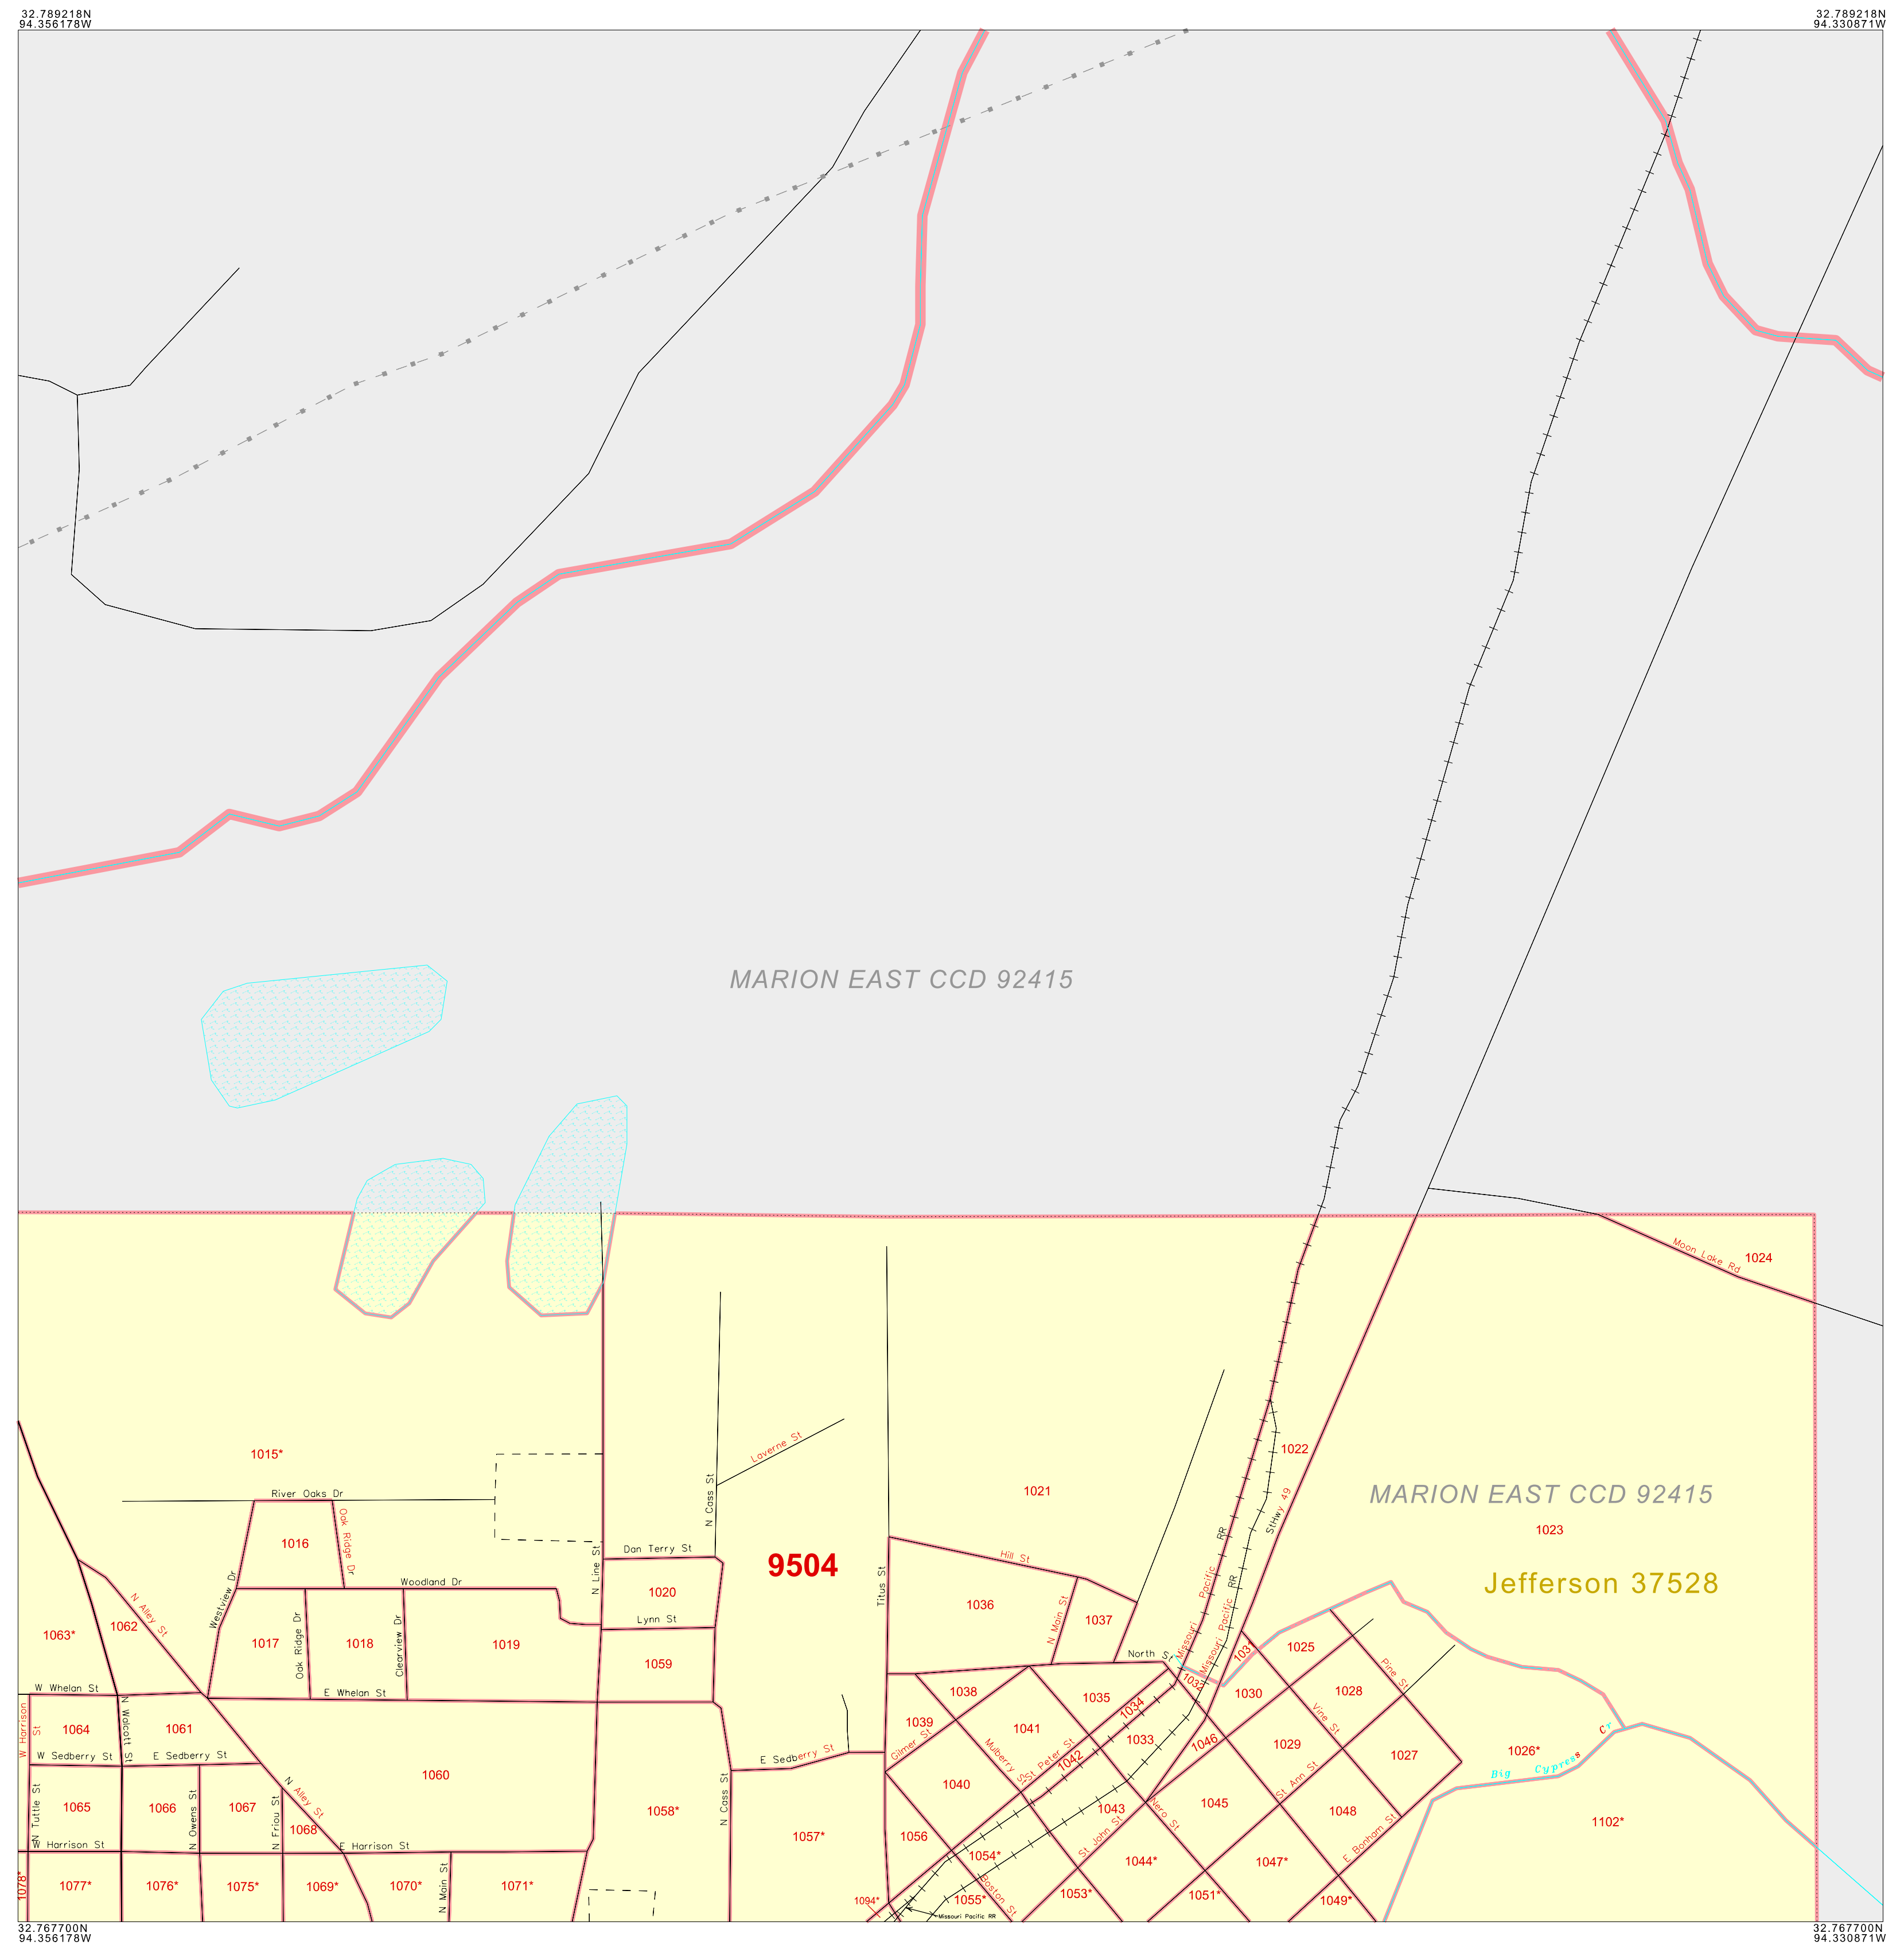 32.789218N
94.356178W
32.789218N
94.330871W
MARION EAST CCD 92415
Moon Lake Rd
1024
Laverne St
N Cass St
1015*
1022
1021
StHwy 49
MARION EAST CCD 92415
River Oaks Dr
Oak Ridge Dr
1016
1023
Dan Terry St
Hill St
9504
Jefferson 37528
Woodland Dr
N Line St
Titus St
Missouri Pacific RR
Missouri Pacific RR
Westview Dr
N Alley St
1020
1036
1037
N Main St
1062
1063*
Lynn St
1017
Oak Ridge Dr
1018
Clearview Dr
1019
1059
North St
1031
1025
Pine St
W Whelan St
E Whelan St
1038
1035
1034
1032
1030
1028
W Harrison St
1064
N Walcott St
1061
1039
Gilmer St
1041
1033
Vine St
W Sedberry St
E Sedberry St
E Sedberry St
Mulberry St
St Peter St
1042
1046
1029
1027
1026*
Big Cypress Cr
1060
1040
St Ann St
N Tuttle St
1065
1066
N Owens St
1067
N Friou St
N Alley St
1068
1058*
N Cass St
1057*
1056
1043
Nero St
1045
1048
1102*
W Harrison St
E Harrison St
St John St
E Bonham St
1054*
1044*
1047*
1078*
1077*
1076*
1075*
1069*
1070*
N Main St
1071*
1094*
1055*
Boston St
1053*
1051*
1049*
Missouri Pacific RR
32.767700N
94.356178W
32.767700N
94.330871W